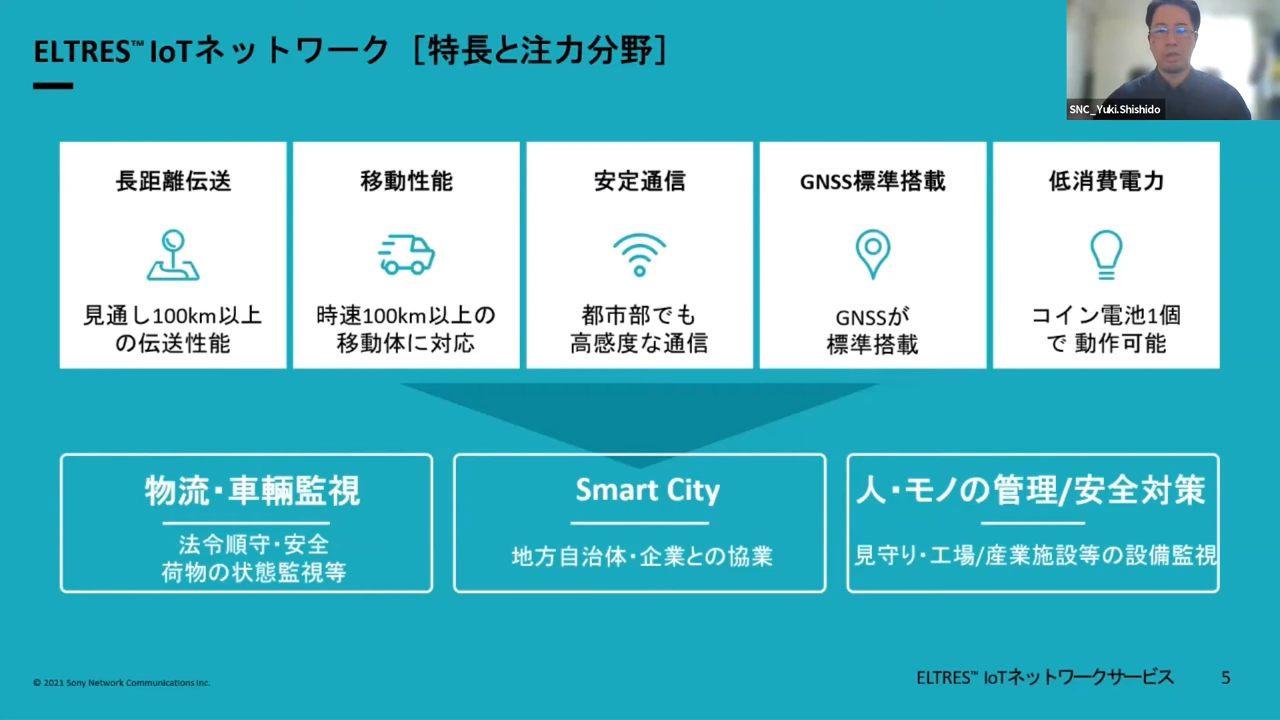 ELTRES™ IoTネットワーク［特長と注力分野］
SNC_Yuki.Shishido
長距離伝送
見通し100km以上
の伝送性能
移動性能
時速100km以上の
移動体に対応
安定通信
都市部でも
高感度な通信
GNSS標準搭載
GNSSが
標準搭載
低消費電力
コイン電池1個
で 動作可能
物流・車輛監視
法令順守・安全
荷物の状態監視等
Smart City
地方自治体・企業との協業
人・モノの管理/安全対策
見守り・工場/産業施設等の設備監視
© 2021 Sony Network Communications Inc.
ELTRES™ IoTネットワークサービス
5